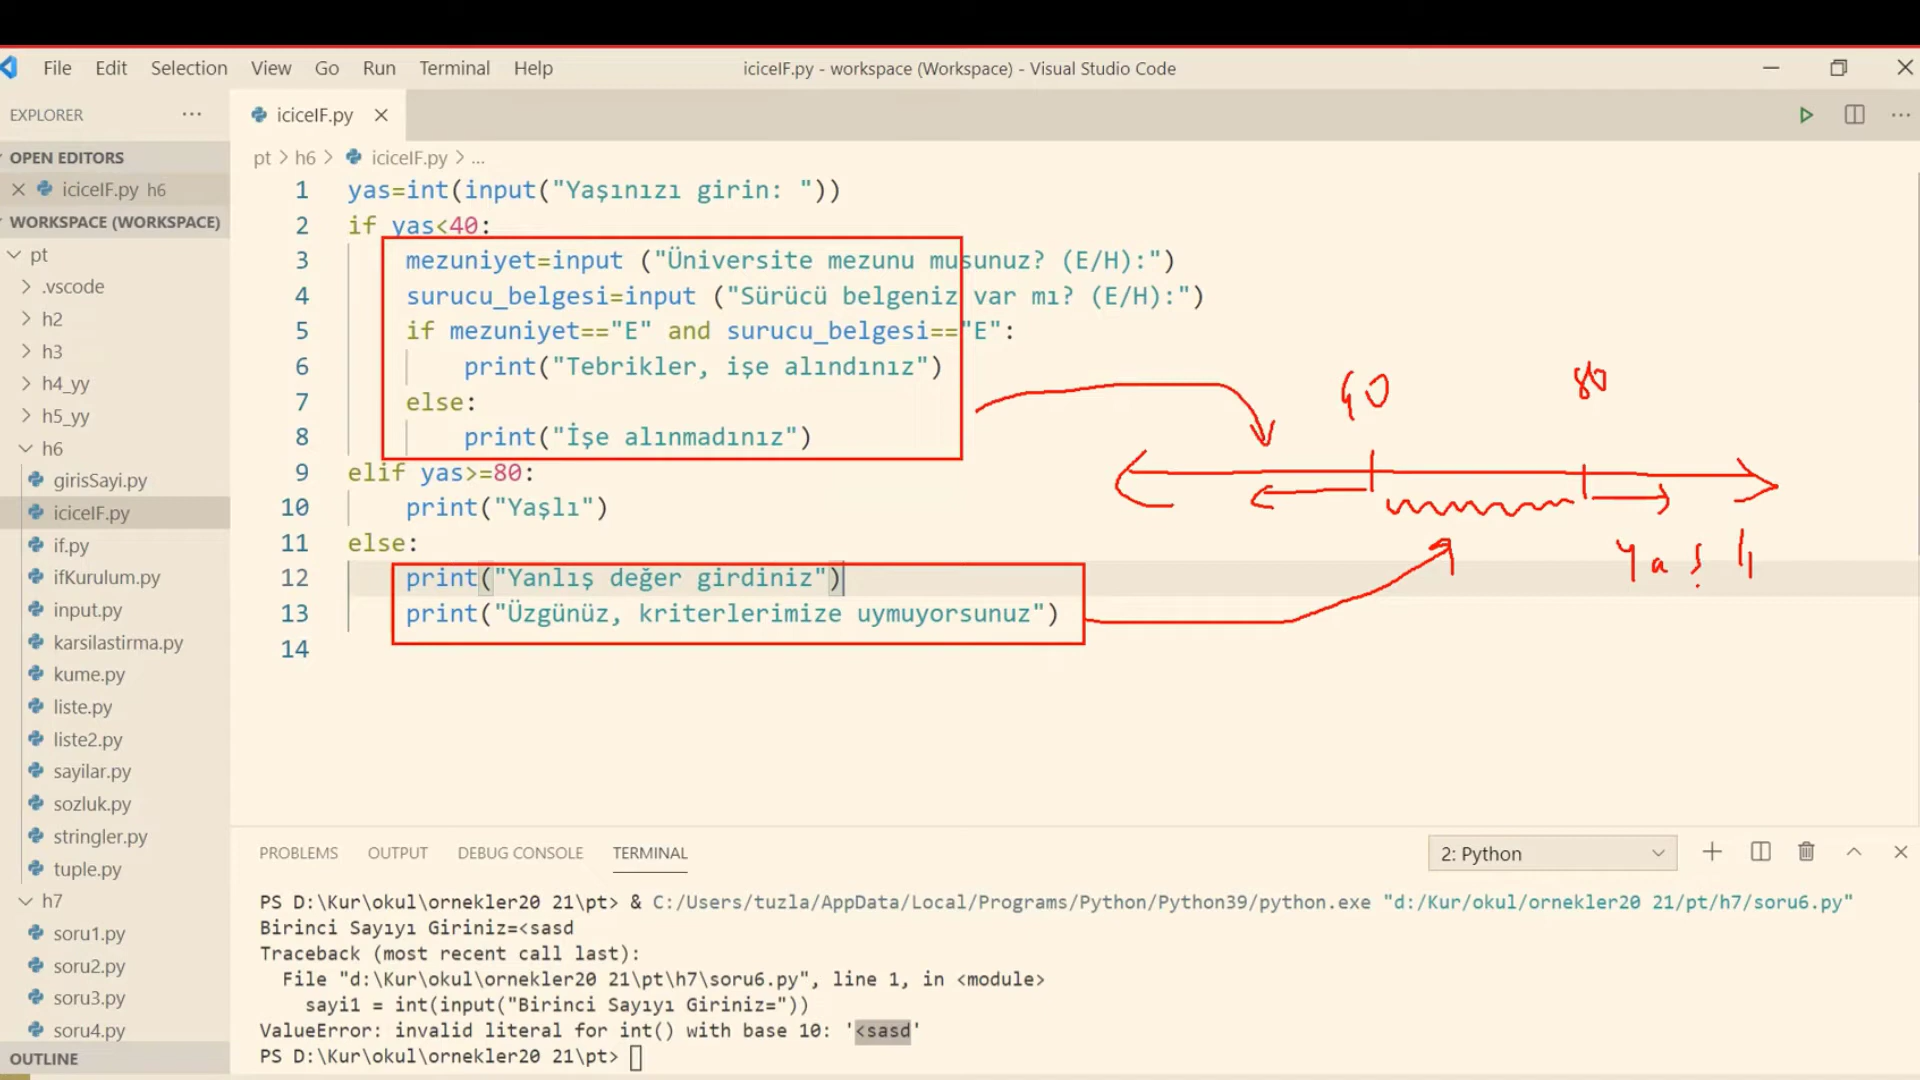 File Edit Selection View Go Run Terminal Help
iciceIF.py - workspace (Workspace) - Visual Studio Code
EXPLORER ...
iciceIF.py
OPEN EDITORS
iciceIF.py h6
WORKSPACE (WORKSPACE)
pt
.vscode
h2
h3
h4_yy
h5_yy
h6
girisSayi.py
iciceIF.py
if.py
ifKurulum.py
input.py
karsilastirma.py
kume.py
liste.py
liste2.py
sayilar.py
sozluk.py
stringler.py
tuple.py
h7
soru1.py
soru2.py
soru3.py
soru4.py
OUTLINE
pt > h6 > iciceIF.py > ...
1 yas=int(input("Yaşınızı girin: "))
2 if yas<40:
3 mezuniyet=input ("Üniversite mezunu musunuz? (E/H):")
4 surucu_belgesi=input ("Sürücü belgeniz var mı? (E/H):")
5 if mezuniyet=="E" and surucu_belgesi=="E":
6 print("Tebrikler, işe alındınız")
7 else:
8 print("İşe alınmadınız")
9 elif yas>=80:
10 print("Yaşlı")
11 else:
12 print("Yanlış değer girdiniz")
13 print("Üzgünüz, kriterlerimize uymuyorsunuz")
14
40 80
Yaşlı
PROBLEMS OUTPUT DEBUG CONSOLE TERMINAL
2: Python
PS D:\Kur\okul\ornekler20 21\pt> & C:/Users/tuzla/AppData/Local/Programs/Python/Python39/python.exe "d:/Kur/okul/ornekler20 21/pt/h7/soru6.py"
Birinci Sayıyı Giriniz=<sasd
Traceback (most recent call last):
File "d:\Kur\okul\ornekler20 21\pt\h7\soru6.py", line 1, in <module>
sayi1 = int(input("Birinci Sayıyı Giriniz="))
ValueError: invalid literal for int() with base 10: '<sasd'
PS D:\Kur\okul\ornekler20 21\pt>